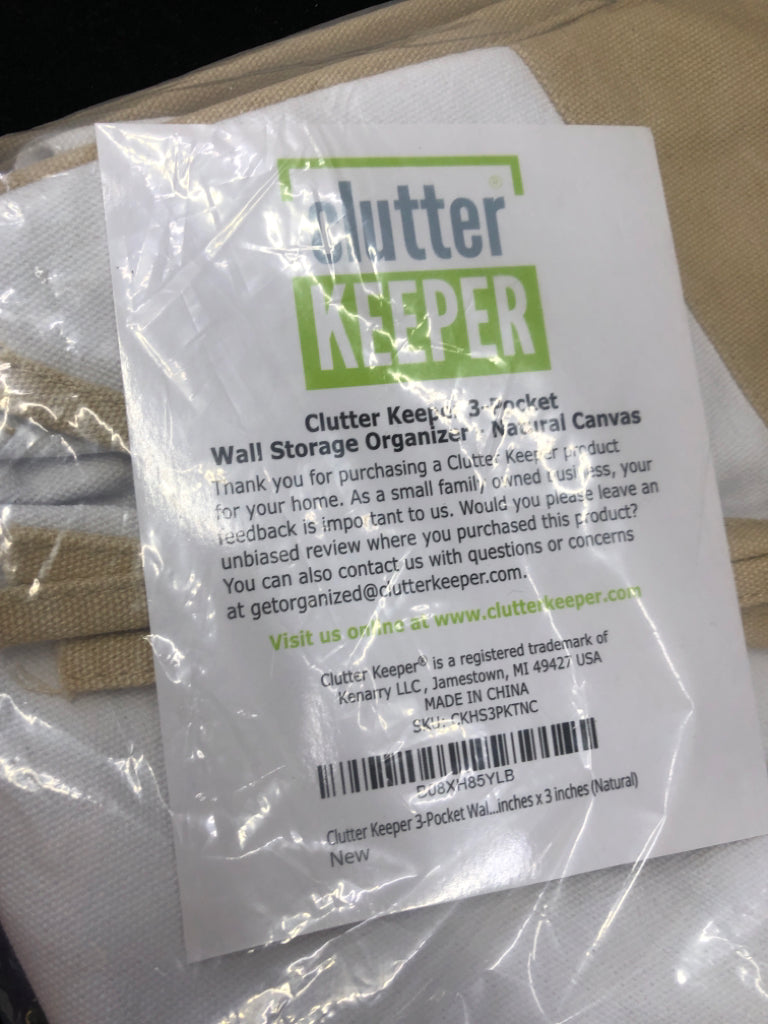 clutter®
KEEPER
Clutter Keeper 3-Pocket
Wall Storage Organizer - Natural Canvas
Thank you for purchasing a Clutter Keeper product
for your home. As a small family owned business, your
feedback is important to us. Would you please leave an
unbiased review where you purchased this product?
You can also contact us with questions or concerns
at getorganized@clutterkeeper.com.
Visit us online at www.clutterkeeper.com
Clutter Keeper® is a registered trademark of
Kenarry LLC, Jamestown, MI 49427 USA
MADE IN CHINA
SKU: CKHS3PKTNC
B08XH85YLB
Clutter Keeper 3-Pocket Wal...inches x 3 inches (Natural)
New